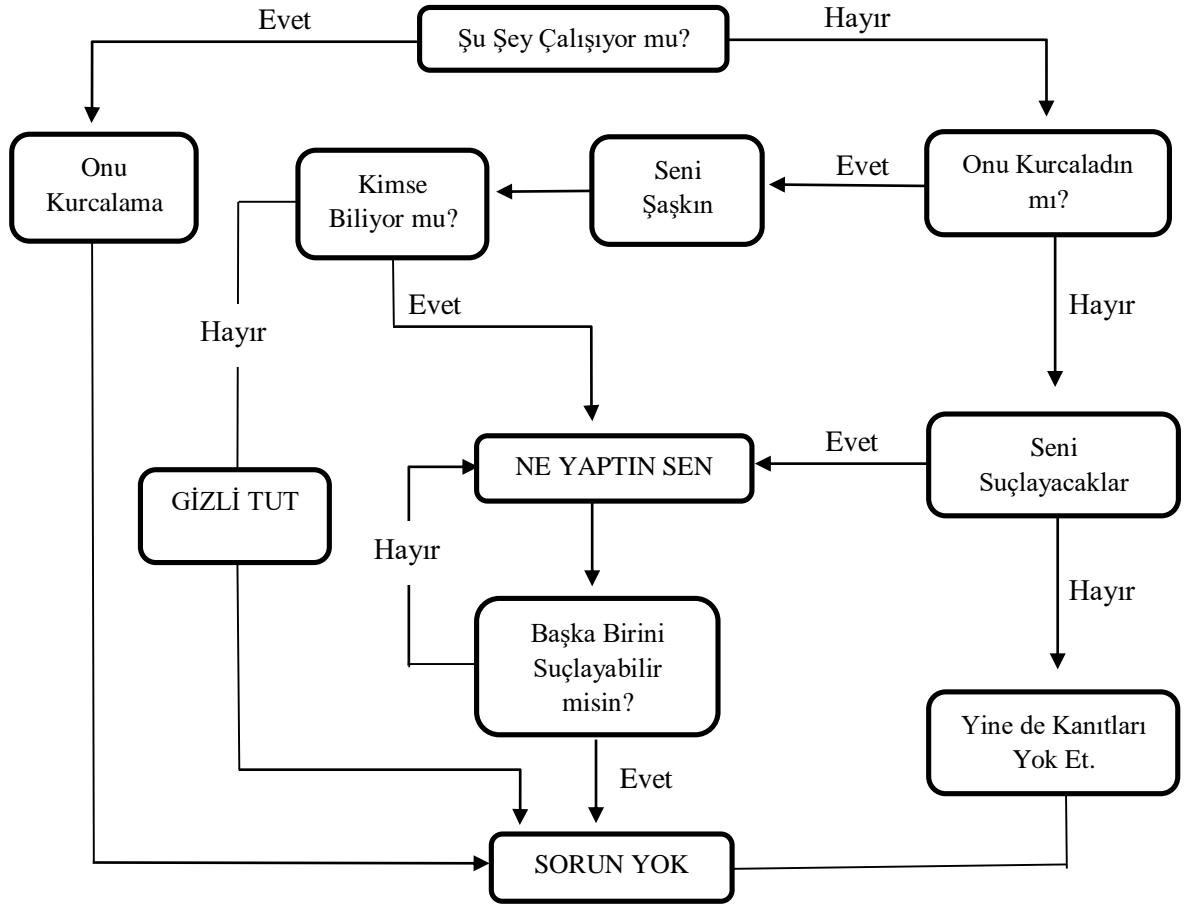 Evet
Hayır
Şu Şey Çalışıyor mu?
Onu
Kurcalama
Kimse
Biliyor mu?
Seni
Şaşkın
Evet
Onu Kurcaladın
mı?
Evet
Hayır
Hayır
NE YAPTIN SEN
Evet
Seni
Suçlayacaklar
GİZLİ TUT
Hayır
Hayır
Başka Birini
Suçlayabilir
misin?
Yine de Kanıtları
Yok Et.
Evet
SORUN YOK